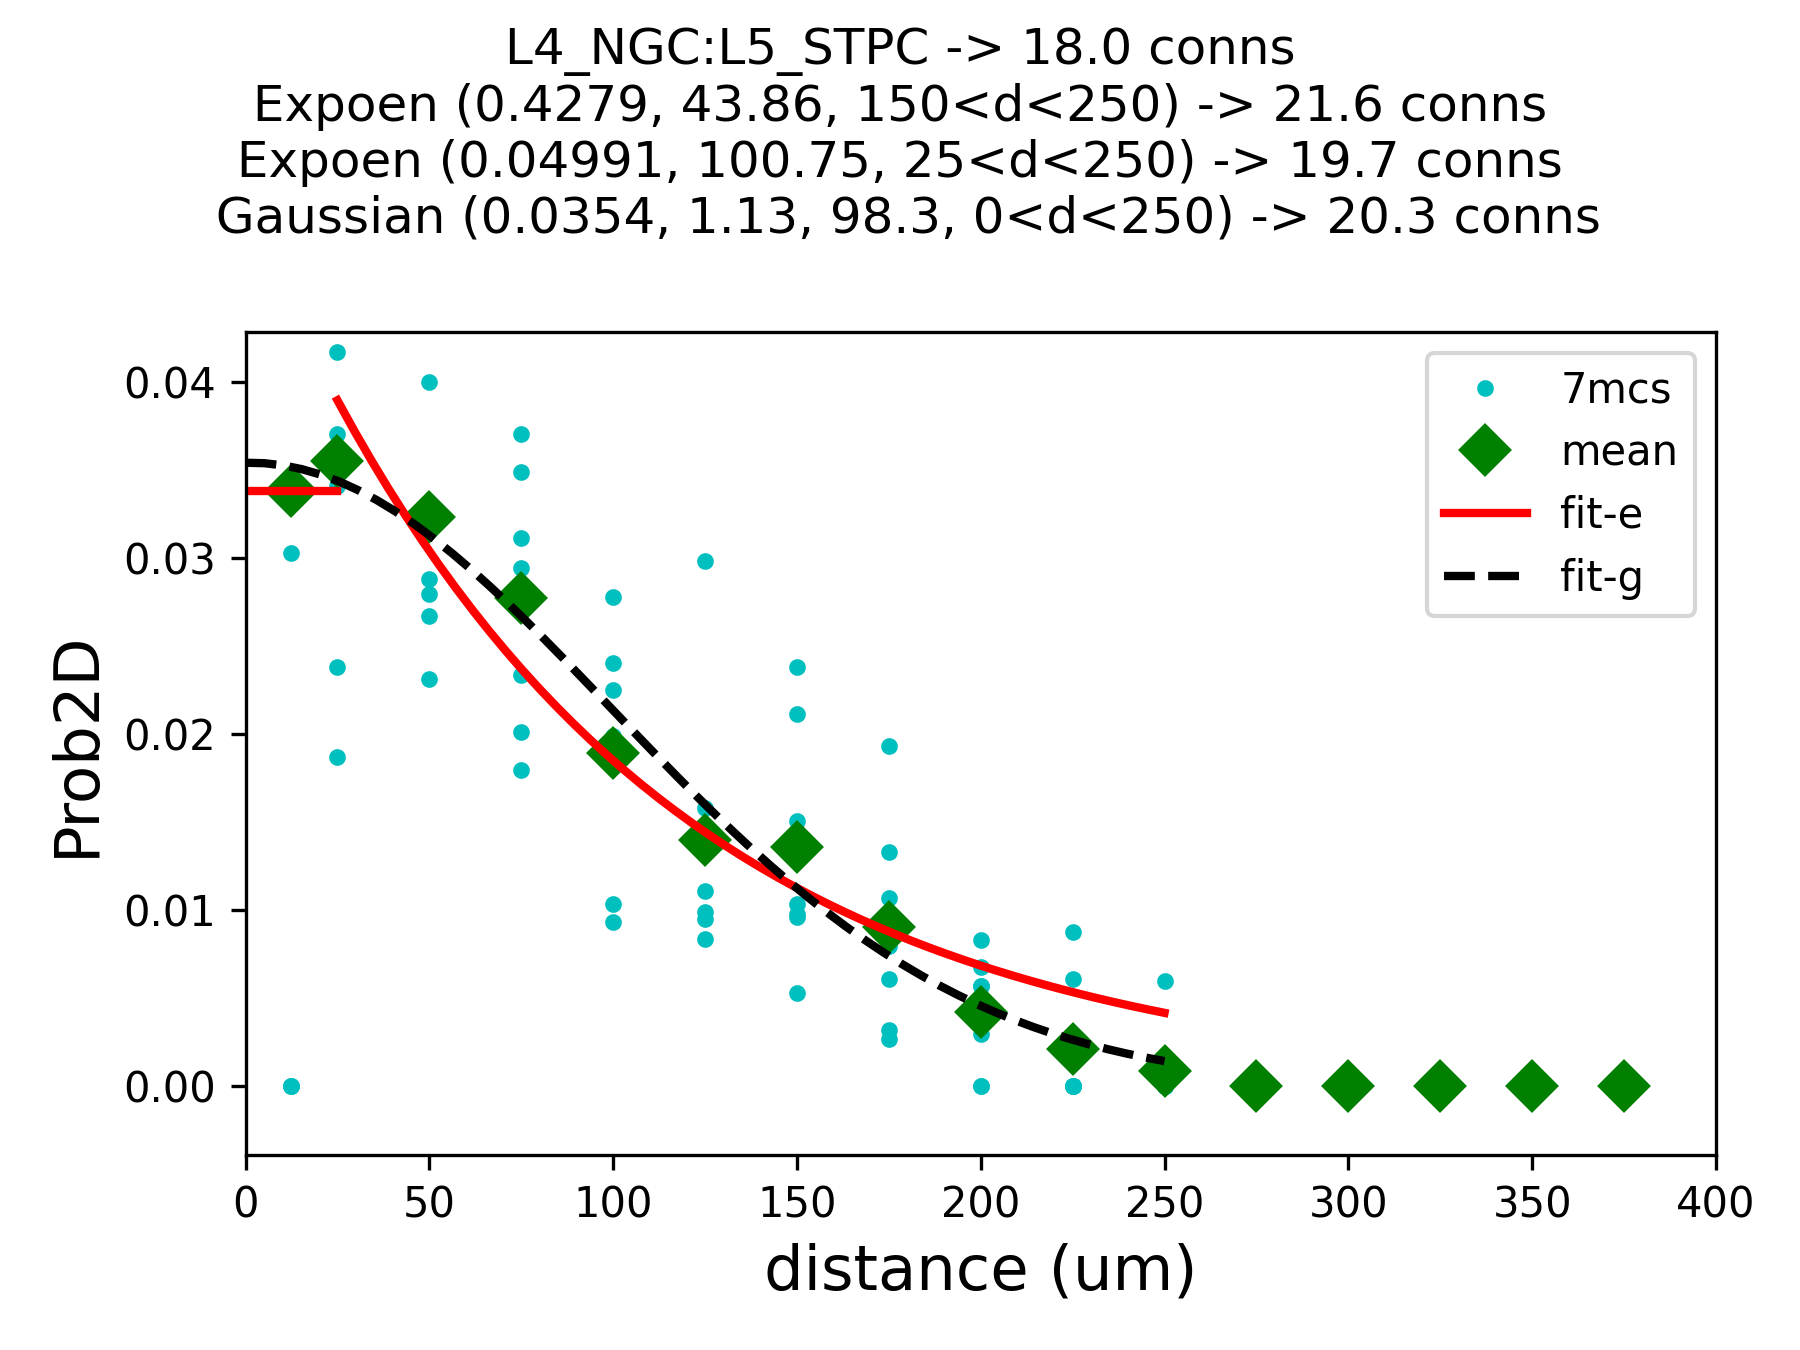 L4_NGC:L5_STPC -> 18.0 conns
Expoen (0.4279, 43.86, 150<d<250) -> 21.6 conns
Expoen (0.04991, 100.75, 25<d<250) -> 19.7 conns
Gaussian (0.0354, 1.13, 98.3, 0<d<250) -> 20.3 conns
7mcs
mean
fit-e
fit-g
Prob2D
0.04
0.03
0.02
0.01
0.00
0 50 100 150 200 250 300 350 400
distance (um)